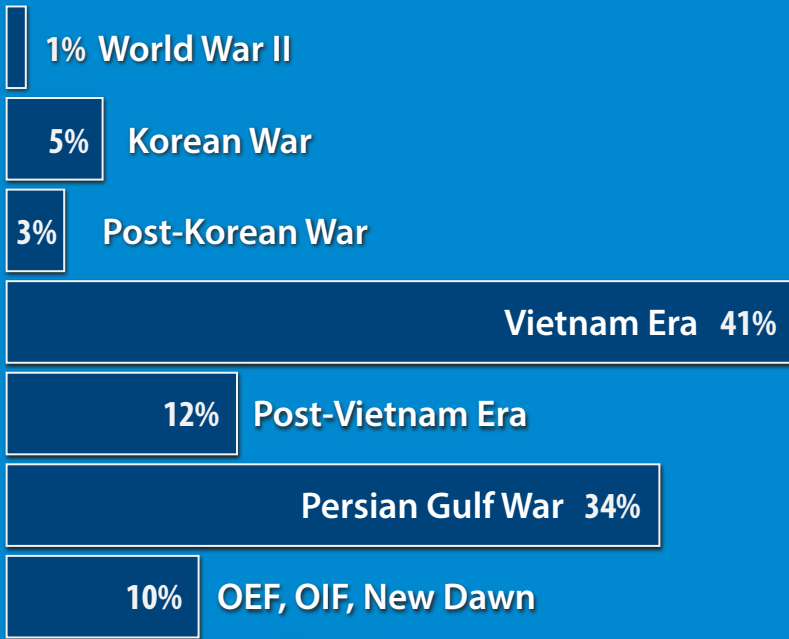 1% World War II
5% Korean War
3% Post-Korean War
Vietnam Era 41%
12% Post-Vietnam Era
Persian Gulf War 34%
10% OEF, OIF, New Dawn